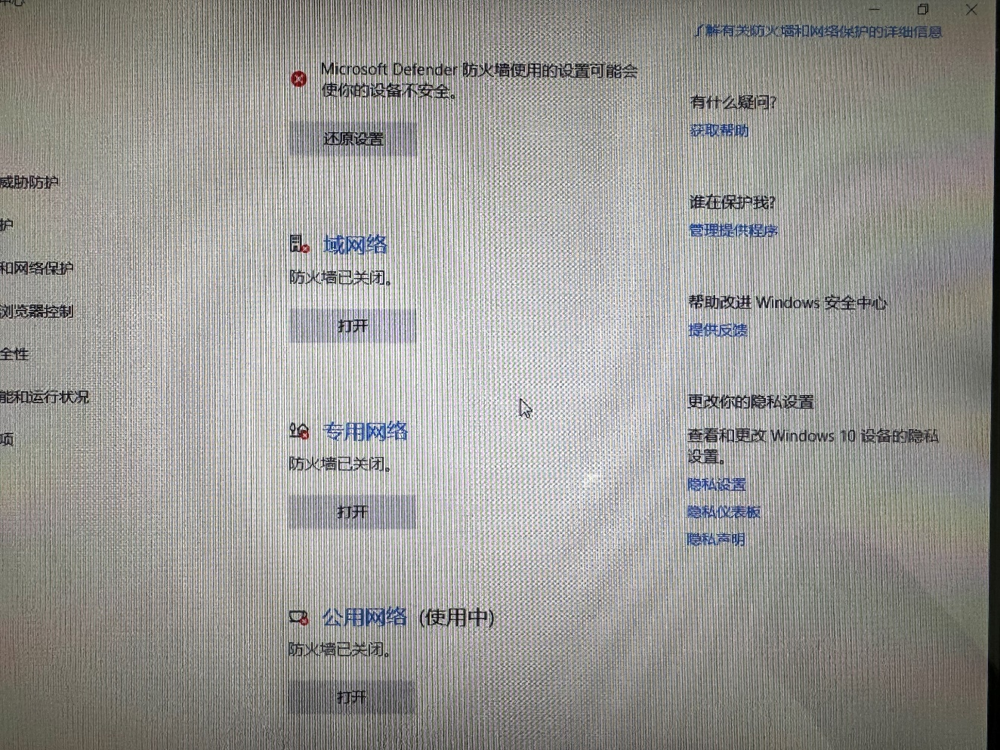 中心
了解有关防火墙和网络保护的详细信息
Microsoft Defender 防火墙使用的设置可能会
使你的设备不安全。
还原设置
有什么疑问?
获取帮助
威胁防护
护
和网络保护
浏览器控制
全性
能和运行状况
项
谁在保护我?
管理提供程序
域网络
防火墙已关闭。
打开
帮助改进 Windows 安全中心
提供反馈
专用网络
防火墙已关闭。
打开
更改你的隐私设置
查看和更改 Windows 10 设备的隐私
设置。
隐私设置
隐私仪表板
隐私声明
公用网络 (使用中)
防火墙已关闭。
打开